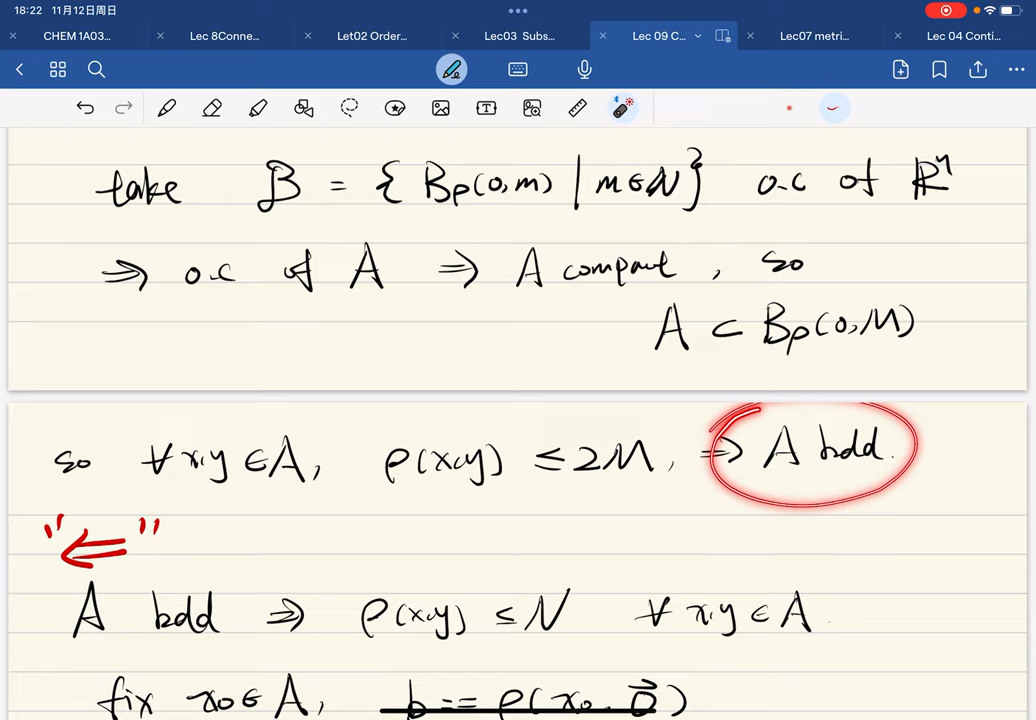 18:22 11月12日周日
CHEM 1A03... Lec 8Conne... Let02 Order... Lec03 Subs... Lec 09 C... Lec07 metri... Lec 04 Conti...
take B = { Bρ(0,m) | m∈N } o.c of Rⁿ
⇒ o.c of A ⇒ A compact, so
A ⊂ Bρ(0,M)
so ∀x,y ∈A, ρ(x,y) ≤ 2M, ⇒ A bdd.
"⇐"
A bdd ⇒ ρ(x,y) ≤ N ∀x,y ∈ A
fix x₀ ∈ A, b == ρ(x₀, 0⃗)